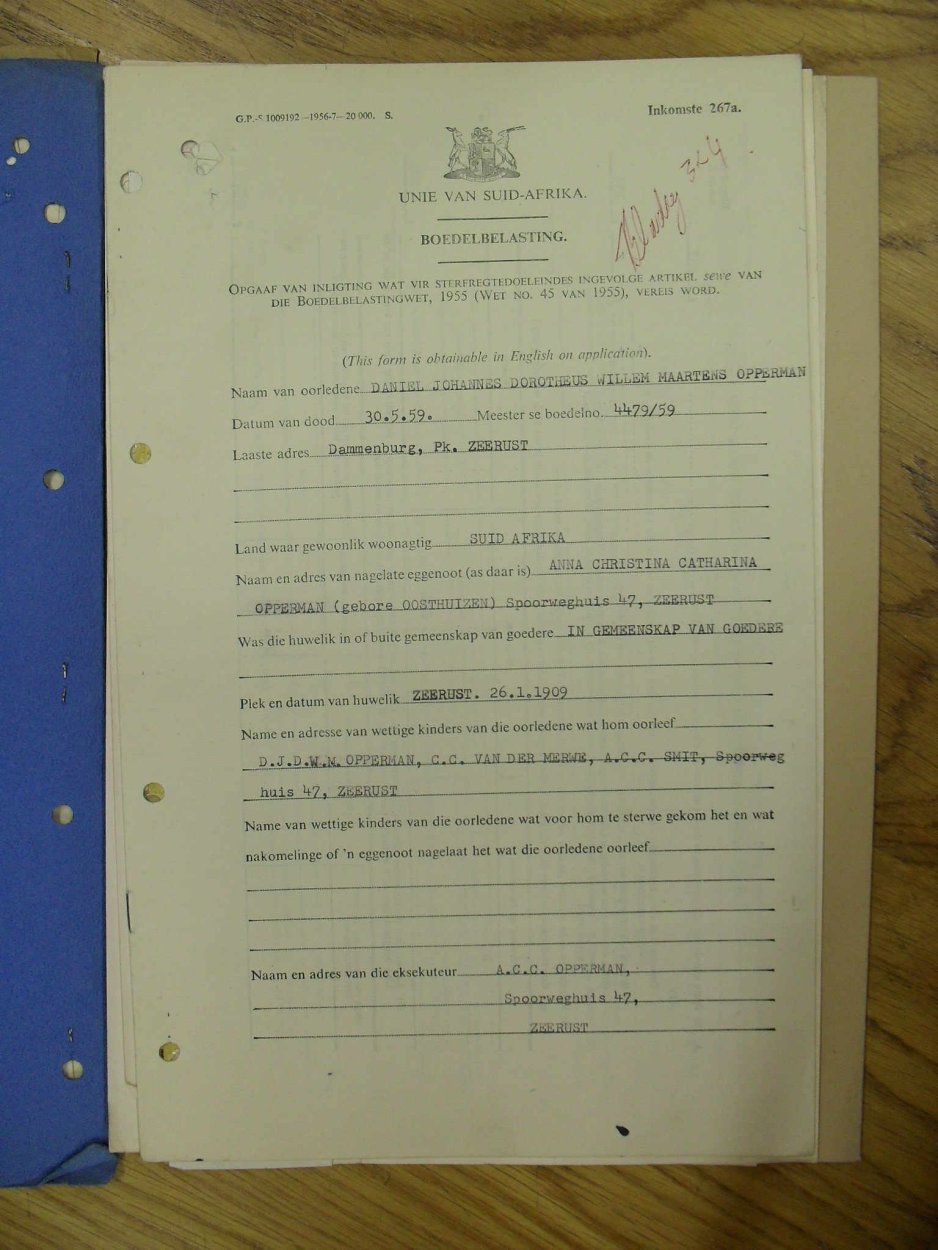 G.P.-S 1009192 —1956-7—20 000. S.
Inkomste 267a.
UNIE VAN SUID-AFRIKA.
BOEDELBELASTING.
OPGAAF VAN INLIGTING WAT VIR STERFREGTEDOELEINDES INGEVOLGE ARTIKEL sewe VAN
DIE BOEDELBELASTINGWET, 1955 (WET NO. 45 VAN 1955), VEREIS WORD.
(This form is obtainable in English on application).
Naam van oorledene DANIEL JOHANNES DOROTHEUS WILLEM MAARTENS OPPERMAN
Datum van dood 30.5.59. Meester se boedelno. 4479/59
Laaste adres Dammenburg, Pk. ZEERUST
Land waar gewoonlik woonagtig SUID AFRIKA
Naam en adres van nagelate eggenoot (as daar is) ANNA CHRISTINA CATHARINA
OPPERMAN (gebore OOSTHUIZEN) Spoorweghuis 47, ZEERUST
Was die huwelik in of buite gemeenskap van goedere IN GEMEENSKAP VAN GOEDERE
Plek en datum van huwelik ZEERUST. 26.1.1909
Name en adresse van wettige kinders van die oorledene wat hom oorleef
D.J.D.W.M. OPPERMAN, C.C. VAN DER MERWE, A.C.C. SMIT, Spoorweg
huis 47, ZEERUST
Name van wettige kinders van die oorledene wat voor hom te sterwe gekom het en wat
nakomelinge of 'n eggenoot nagelaat het wat die oorledene oorleef
Naam en adres van die eksekuteur A.C.C. OPPERMAN,
Spoorweghuis 47,
ZEERUST